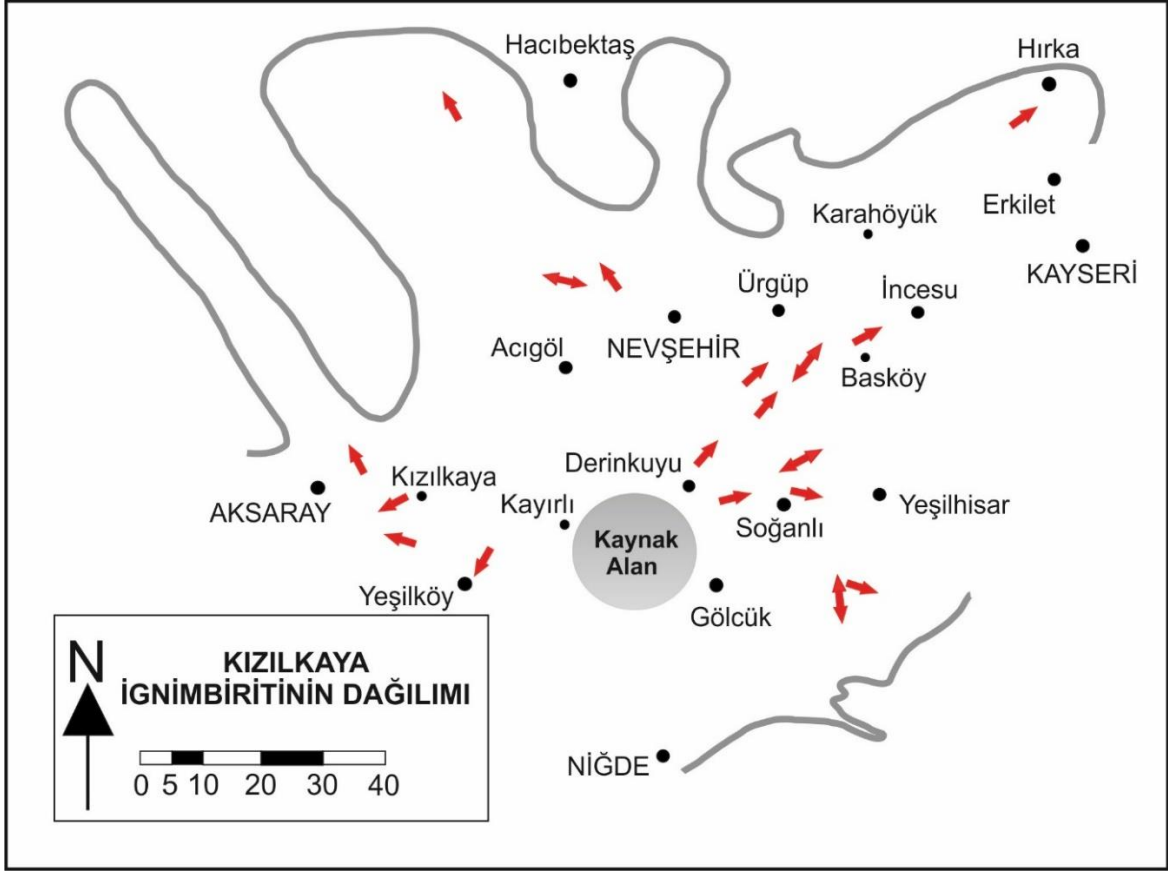 Hacıbektaş
Hırka
Erkilet
Karahöyük
KAYSERİ
Ürgüp
İncesu
Acıgöl
NEVŞEHİR
Basköy
Derinkuyu
Kızılkaya
AKSARAY
Kayırlı
Soğanlı
Yeşilhisar
Kaynak
Alan
Yeşilköy
Gölcük
N
KIZILKAYA
İGNİMBİRİTİNİN DAĞILIMI
0 5 10 20 30 40
NİĞDE